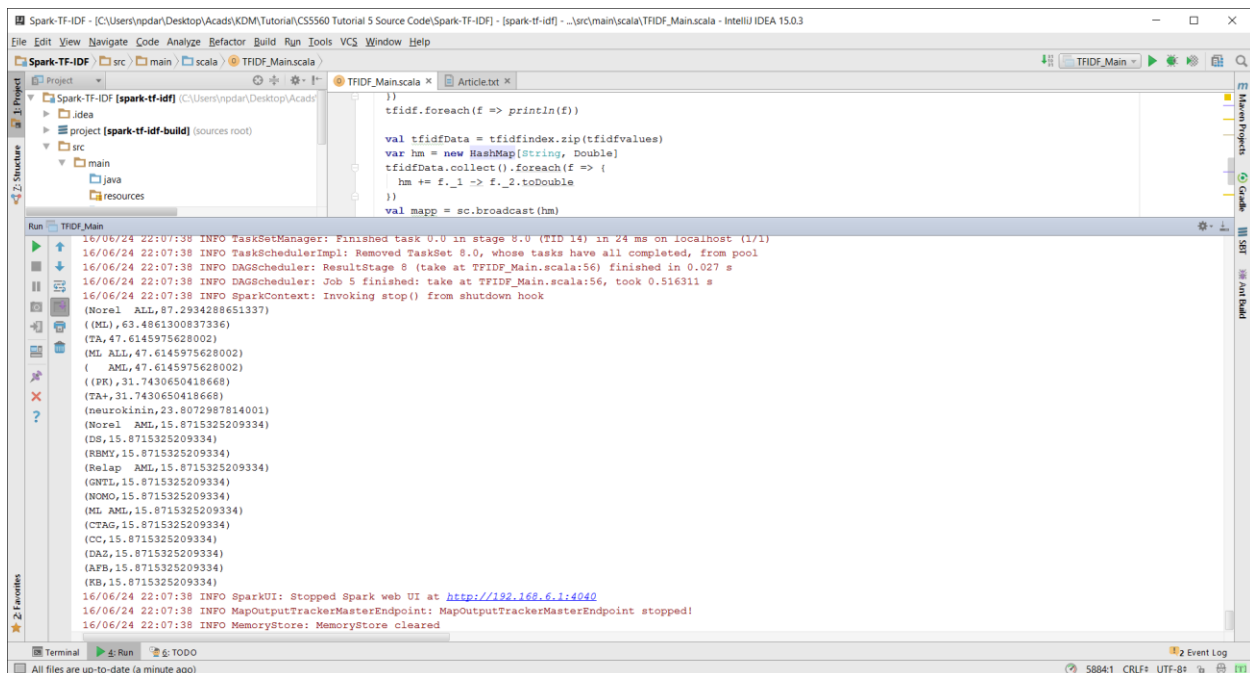 Spark-TF-IDF - [C:\Users\npdar\Desktop\Acads\KDM\Tutorial\CS5560 Tutorial 5 Source Code\Spark-TF-IDF] - [spark-tf-idf] - ...\src\main\scala\TFIDF_Main.scala - IntelliJ IDEA 15.0.3
File Edit View Navigate Code Analyze Refactor Build Run Tools VCS Window Help
Spark-TF-IDF src main scala TFIDF_Main.scala TFIDF_Main
Project TFIDF_Main.scala × Article.txt ×
1: Project
Z: Structure
2: Favorites
Spark-TF-IDF [spark-tf-idf] (C:\Users\npdar\Desktop\Acads
.idea
project [spark-tf-idf-build] (sources root)
src
main
java
resources
})
tfidf.foreach(f => println(f))
val tfidfData = tfidfindex.zip(tfidfvalues)
var hm = new HashMap[String, Double]
tfidfData.collect().foreach(f => {
hm += f._1 -> f._2.toDouble
})
val mapp = sc.broadcast(hm)
Maven Projects
Gradle
SBT
Ant Build
Run TFIDF_Main
16/06/24 22:07:38 INFO TaskSetManager: Finished task 0.0 in stage 8.0 (TID 14) in 24 ms on localhost (1/1)
16/06/24 22:07:38 INFO TaskSchedulerImpl: Removed TaskSet 8.0, whose tasks have all completed, from pool
16/06/24 22:07:38 INFO DAGScheduler: ResultStage 8 (take at TFIDF_Main.scala:56) finished in 0.027 s
16/06/24 22:07:38 INFO DAGScheduler: Job 5 finished: take at TFIDF_Main.scala:56, took 0.516311 s
16/06/24 22:07:38 INFO SparkContext: Invoking stop() from shutdown hook
(Norel ALL,87.2934288651337)
((ML),63.4861300837336)
(TA,47.6145975628002)
(ML ALL,47.6145975628002)
( AML,47.6145975628002)
((PK),31.7430650418668)
(TA+,31.7430650418668)
(neurokinin,23.8072987814001)
(Norel AML,15.8715325209334)
(DS,15.8715325209334)
(RBMY,15.8715325209334)
(Relap AML,15.8715325209334)
(GNTL,15.8715325209334)
(NOMO,15.8715325209334)
(ML AML,15.8715325209334)
(CTAG,15.8715325209334)
(CC,15.8715325209334)
(DAZ,15.8715325209334)
(AFB,15.8715325209334)
(KB,15.8715325209334)
16/06/24 22:07:38 INFO SparkUI: Stopped Spark web UI at http://192.168.6.1:4040
16/06/24 22:07:38 INFO MapOutputTrackerMasterEndpoint: MapOutputTrackerMasterEndpoint stopped!
16/06/24 22:07:38 INFO MemoryStore: MemoryStore cleared
Terminal 4: Run 6: TODO 2 Event Log
All files are up-to-date (a minute ago) 5884:1 CRLF÷ UTF-8÷